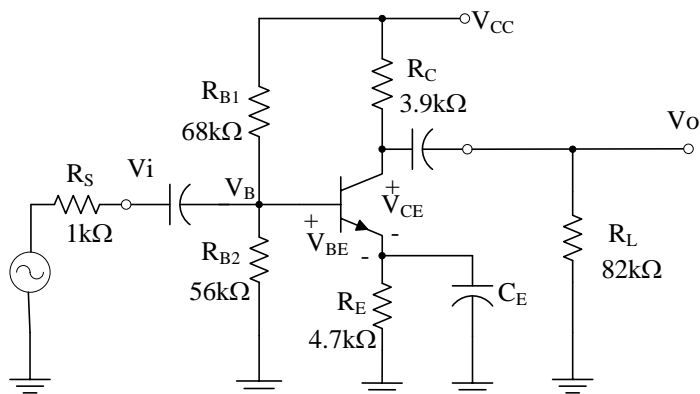 V_CC
R_C
3.9kΩ
R_B1
68kΩ
Vo
R_S
Vi
1kΩ
V_B
+
V_BE
-
+
V_CE
-
R_B2
56kΩ
R_L
82kΩ
R_E
4.7kΩ
C_E